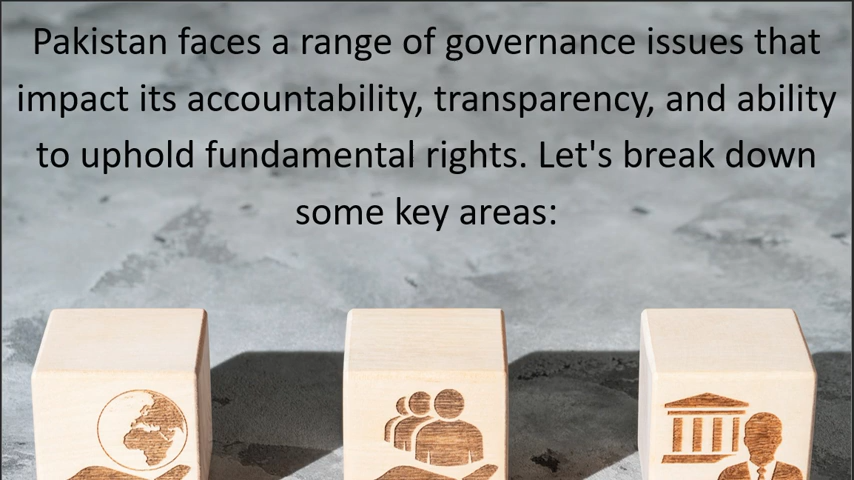 Pakistan faces a range of governance issues that
impact its accountability, transparency, and ability
to uphold fundamental rights. Let's break down
some key areas: